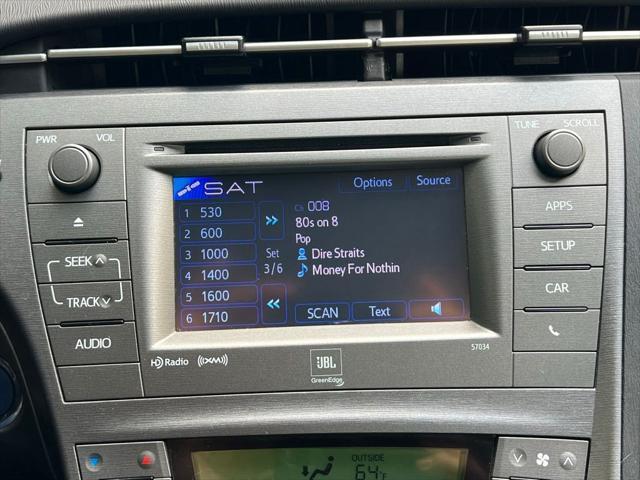 PWR VOL
TUNE SCROLL
SAT
Options Source
1 530
2 600
3 1000
4 1400
5 1600
6 1710
Set
3/6
Ch 008
80s on 8
Pop
Dire Straits
Money For Nothin
SCAN Text
SEEK
TRACK
AUDIO
APPS
SETUP
CAR
HD Radio ((XM))
JBL
GreenEdge
57034
OUTSIDE
64°F